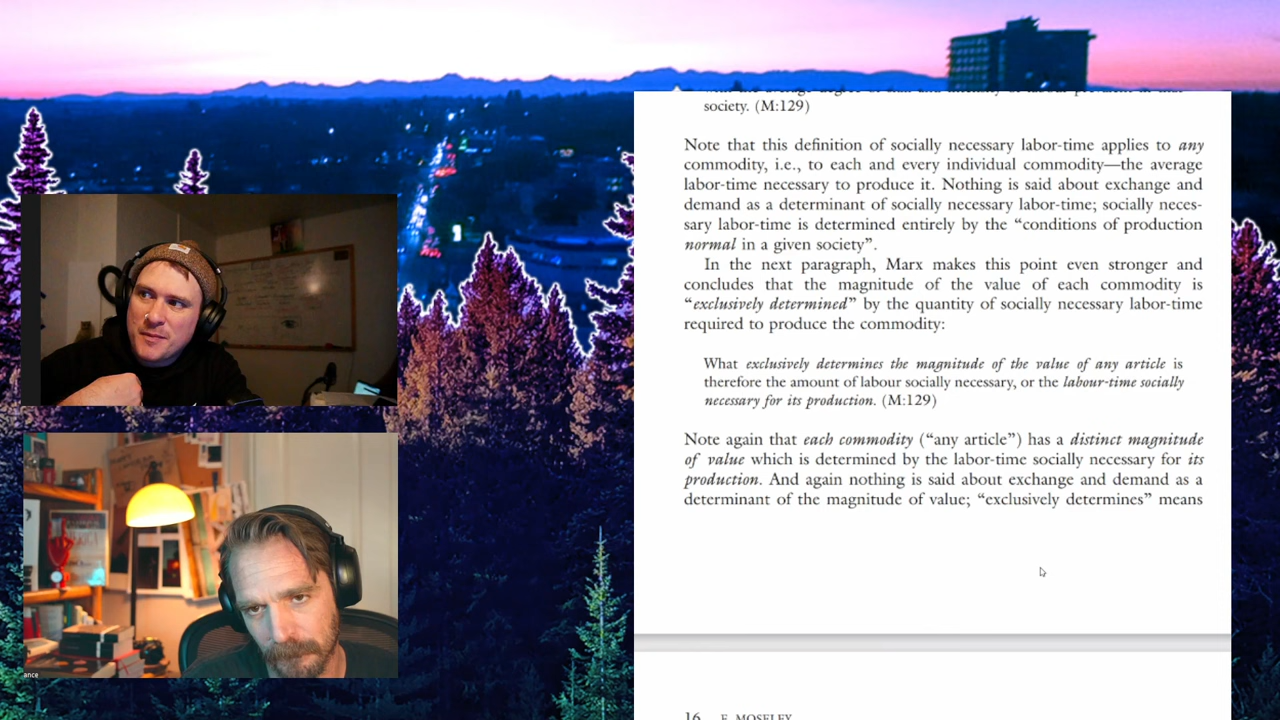 society. (M:129)
Note that this definition of socially necessary labor-time applies to any
commodity, i.e., to each and every individual commodity—the average
labor-time necessary to produce it. Nothing is said about exchange and
demand as a determinant of socially necessary labor-time; socially neces-
sary labor-time is determined entirely by the “conditions of production
normal in a given society”.
In the next paragraph, Marx makes this point even stronger and
concludes that the magnitude of the value of each commodity is
“exclusively determined” by the quantity of socially necessary labor-time
required to produce the commodity:
What exclusively determines the magnitude of the value of any article is
therefore the amount of labour socially necessary, or the labour-time socially
necessary for its production. (M:129)
Note again that each commodity (“any article”) has a distinct magnitude
of value which is determined by the labor-time socially necessary for its
production. And again nothing is said about exchange and demand as a
determinant of the magnitude of value; “exclusively determines” means
16 F. MOSELEY
ance